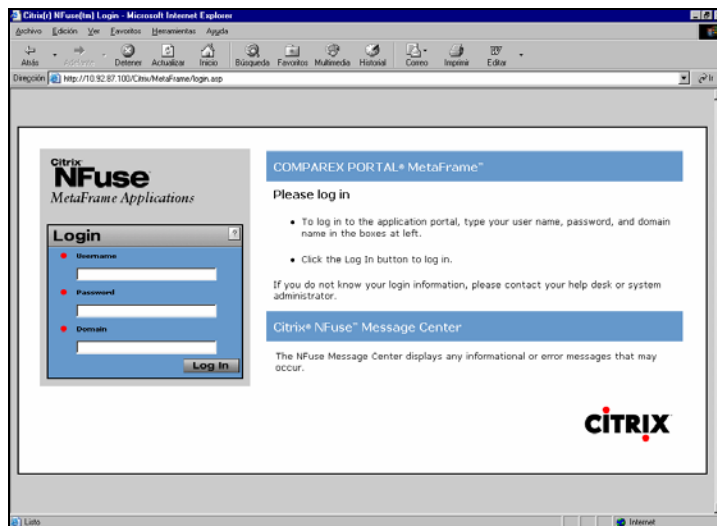 Citrix(r) NFuse(tm) Login - Microsoft Internet Explorer
Archivo Edición Ver Favoritos Herramientas Ayuda
Atrás Adelante Detener Actualizar Inicio Búsqueda Favoritos Multimedia Historial Correo Imprimir Editar
Dirección http://10.92.87.100/Citrix/MetaFrame/login.asp Ir
Citrix
NFuse
MetaFrame Applications
Login ?
Username
Password
Domain
Log In
COMPAREX PORTAL® MetaFrame™
Please log in
• To log in to the application portal, type your user name, password, and domain
name in the boxes at left.
• Click the Log In button to log in.
If you do not know your login information, please contact your help desk or system
administrator.
Citrix® NFuse™ Message Center
The NFuse Message Center displays any informational or error messages that may
occur.
CITRIX
Listo Internet